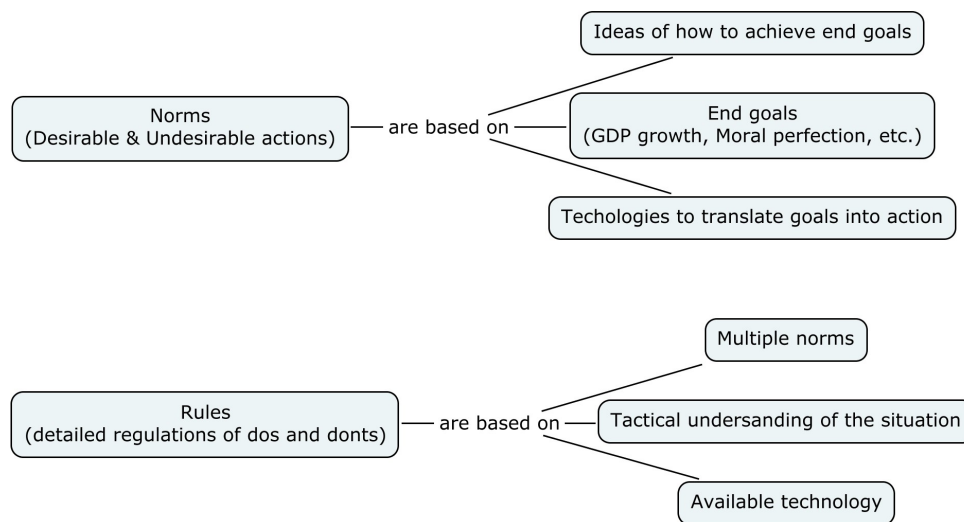 Ideas of how to achieve end goals
Norms
(Desirable & Undesirable actions)
are based on
End goals
(GDP growth, Moral perfection, etc.)
Techologies to translate goals into action
Multiple norms
Rules
(detailed regulations of dos and donts)
are based on
Tactical undersanding of the situation
Available technology